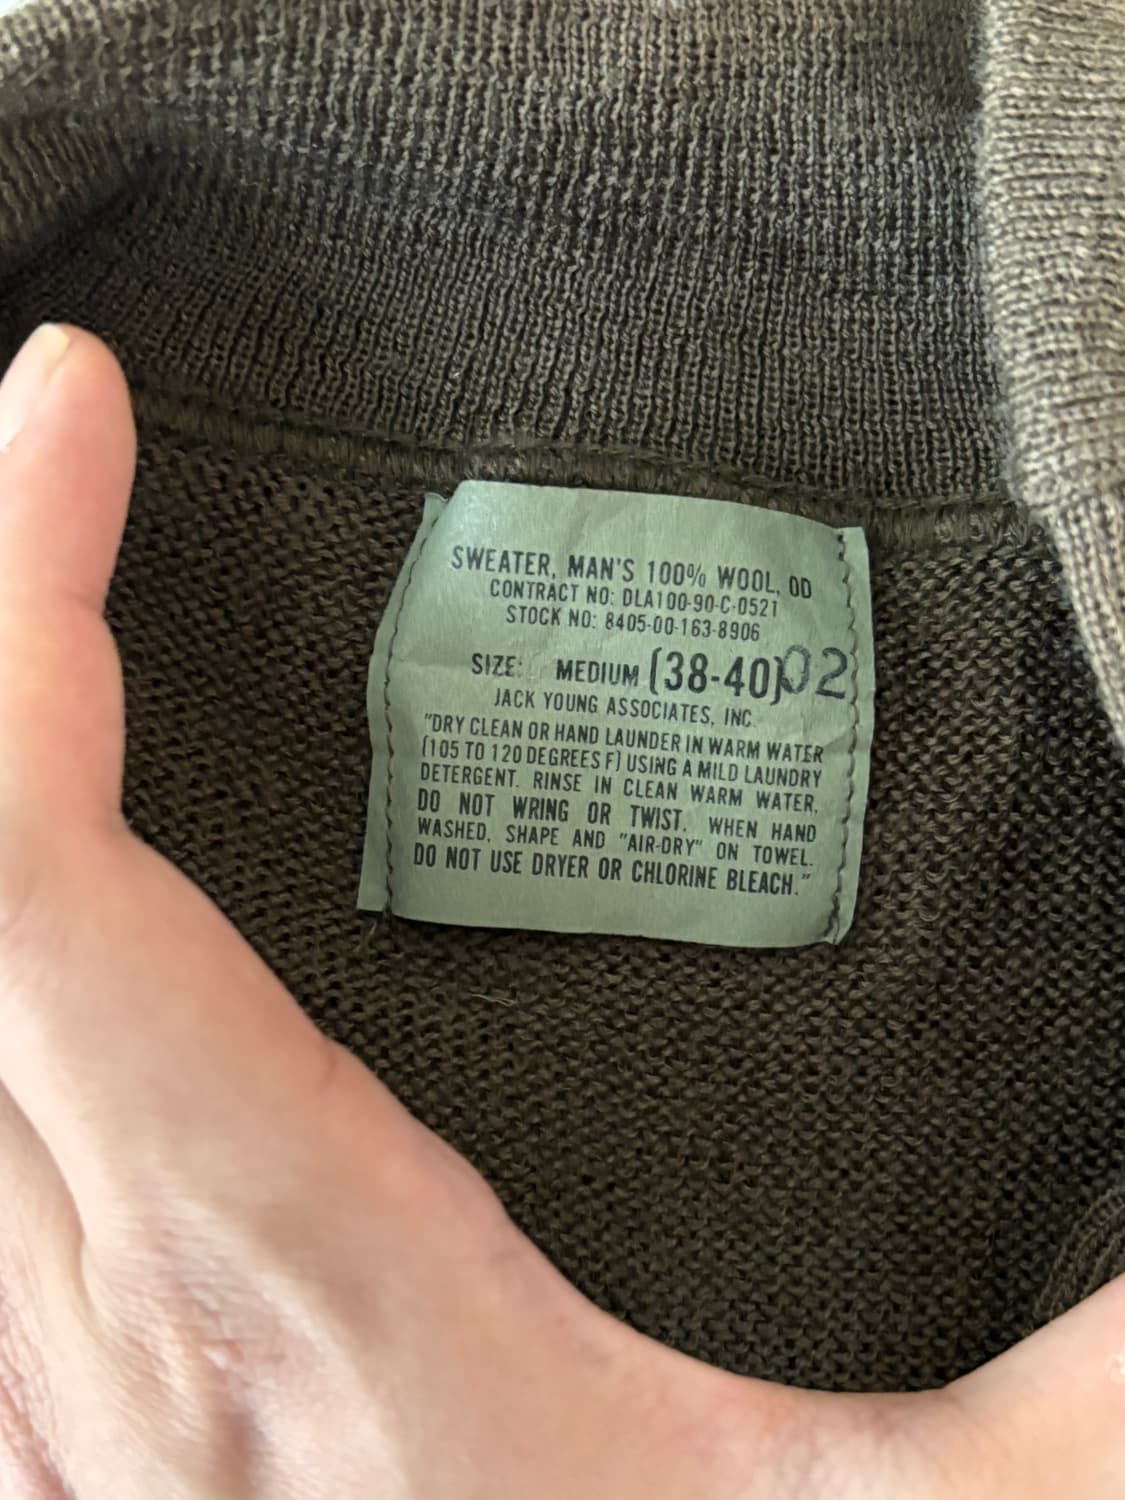 SWEATER, MAN'S 100% WOOL, OD
CONTRACT NO: DLA100-90-C-0521
STOCK NO: 8405-00-163-8906
SIZE: MEDIUM (38-40) 02
JACK YOUNG ASSOCIATES, INC.
"DRY CLEAN OR HAND LAUNDER IN WARM WATER
(105 TO 120 DEGREES F) USING A MILD LAUNDRY
DETERGENT. RINSE IN CLEAN WARM WATER.
DO NOT WRING OR TWIST. WHEN HAND
WASHED, SHAPE AND "AIR-DRY" ON TOWEL.
DO NOT USE DRYER OR CHLORINE BLEACH."